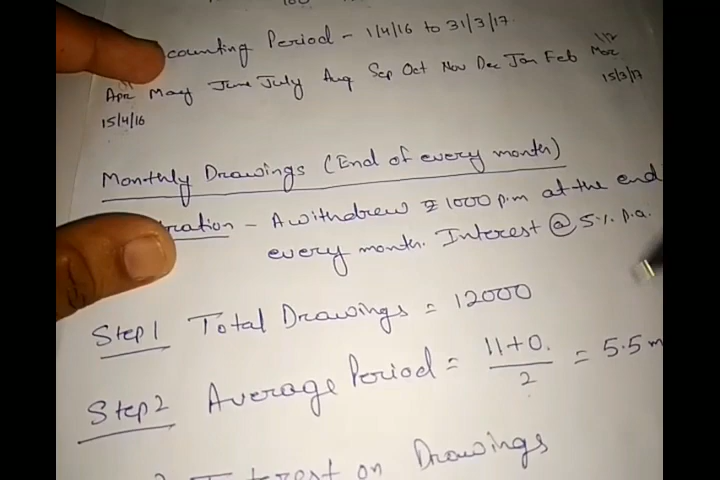 counting Period - 1/4/16 to 31/3/17.
Apr May June July Aug Sep Oct Nov Dec Jan Feb Mar
15/4/16 15/3/17
Monthly Drawings (End of every month)
ration - A withdrew ₹ 1000 p.m at the end
every month. Interest @ 5% p.a.
Step 1 Total Drawings = 12000
Step 2 Average Period = 11+0/2 = 5.5 m
Interest on Drawings